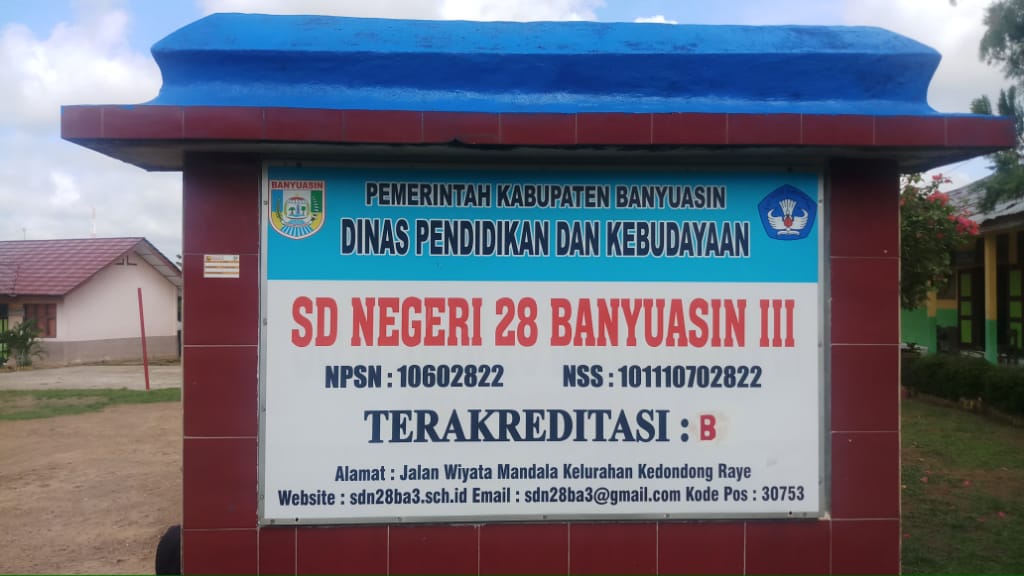 BANYUASIN
PEMERINTAH KABUPATEN BANYUASIN
DINAS PENDIDIKAN DAN KEBUDAYAAN
SD NEGERI 28 BANYUASIN III
NPSN : 10602822 NSS : 101110702822
TERAKREDITASI : B
Alamat : Jalan Wiyata Mandala Kelurahan Kedondong Raye
Website : sdn28ba3.sch.id Email : sdn28ba3@gmail.com Kode Pos : 30753